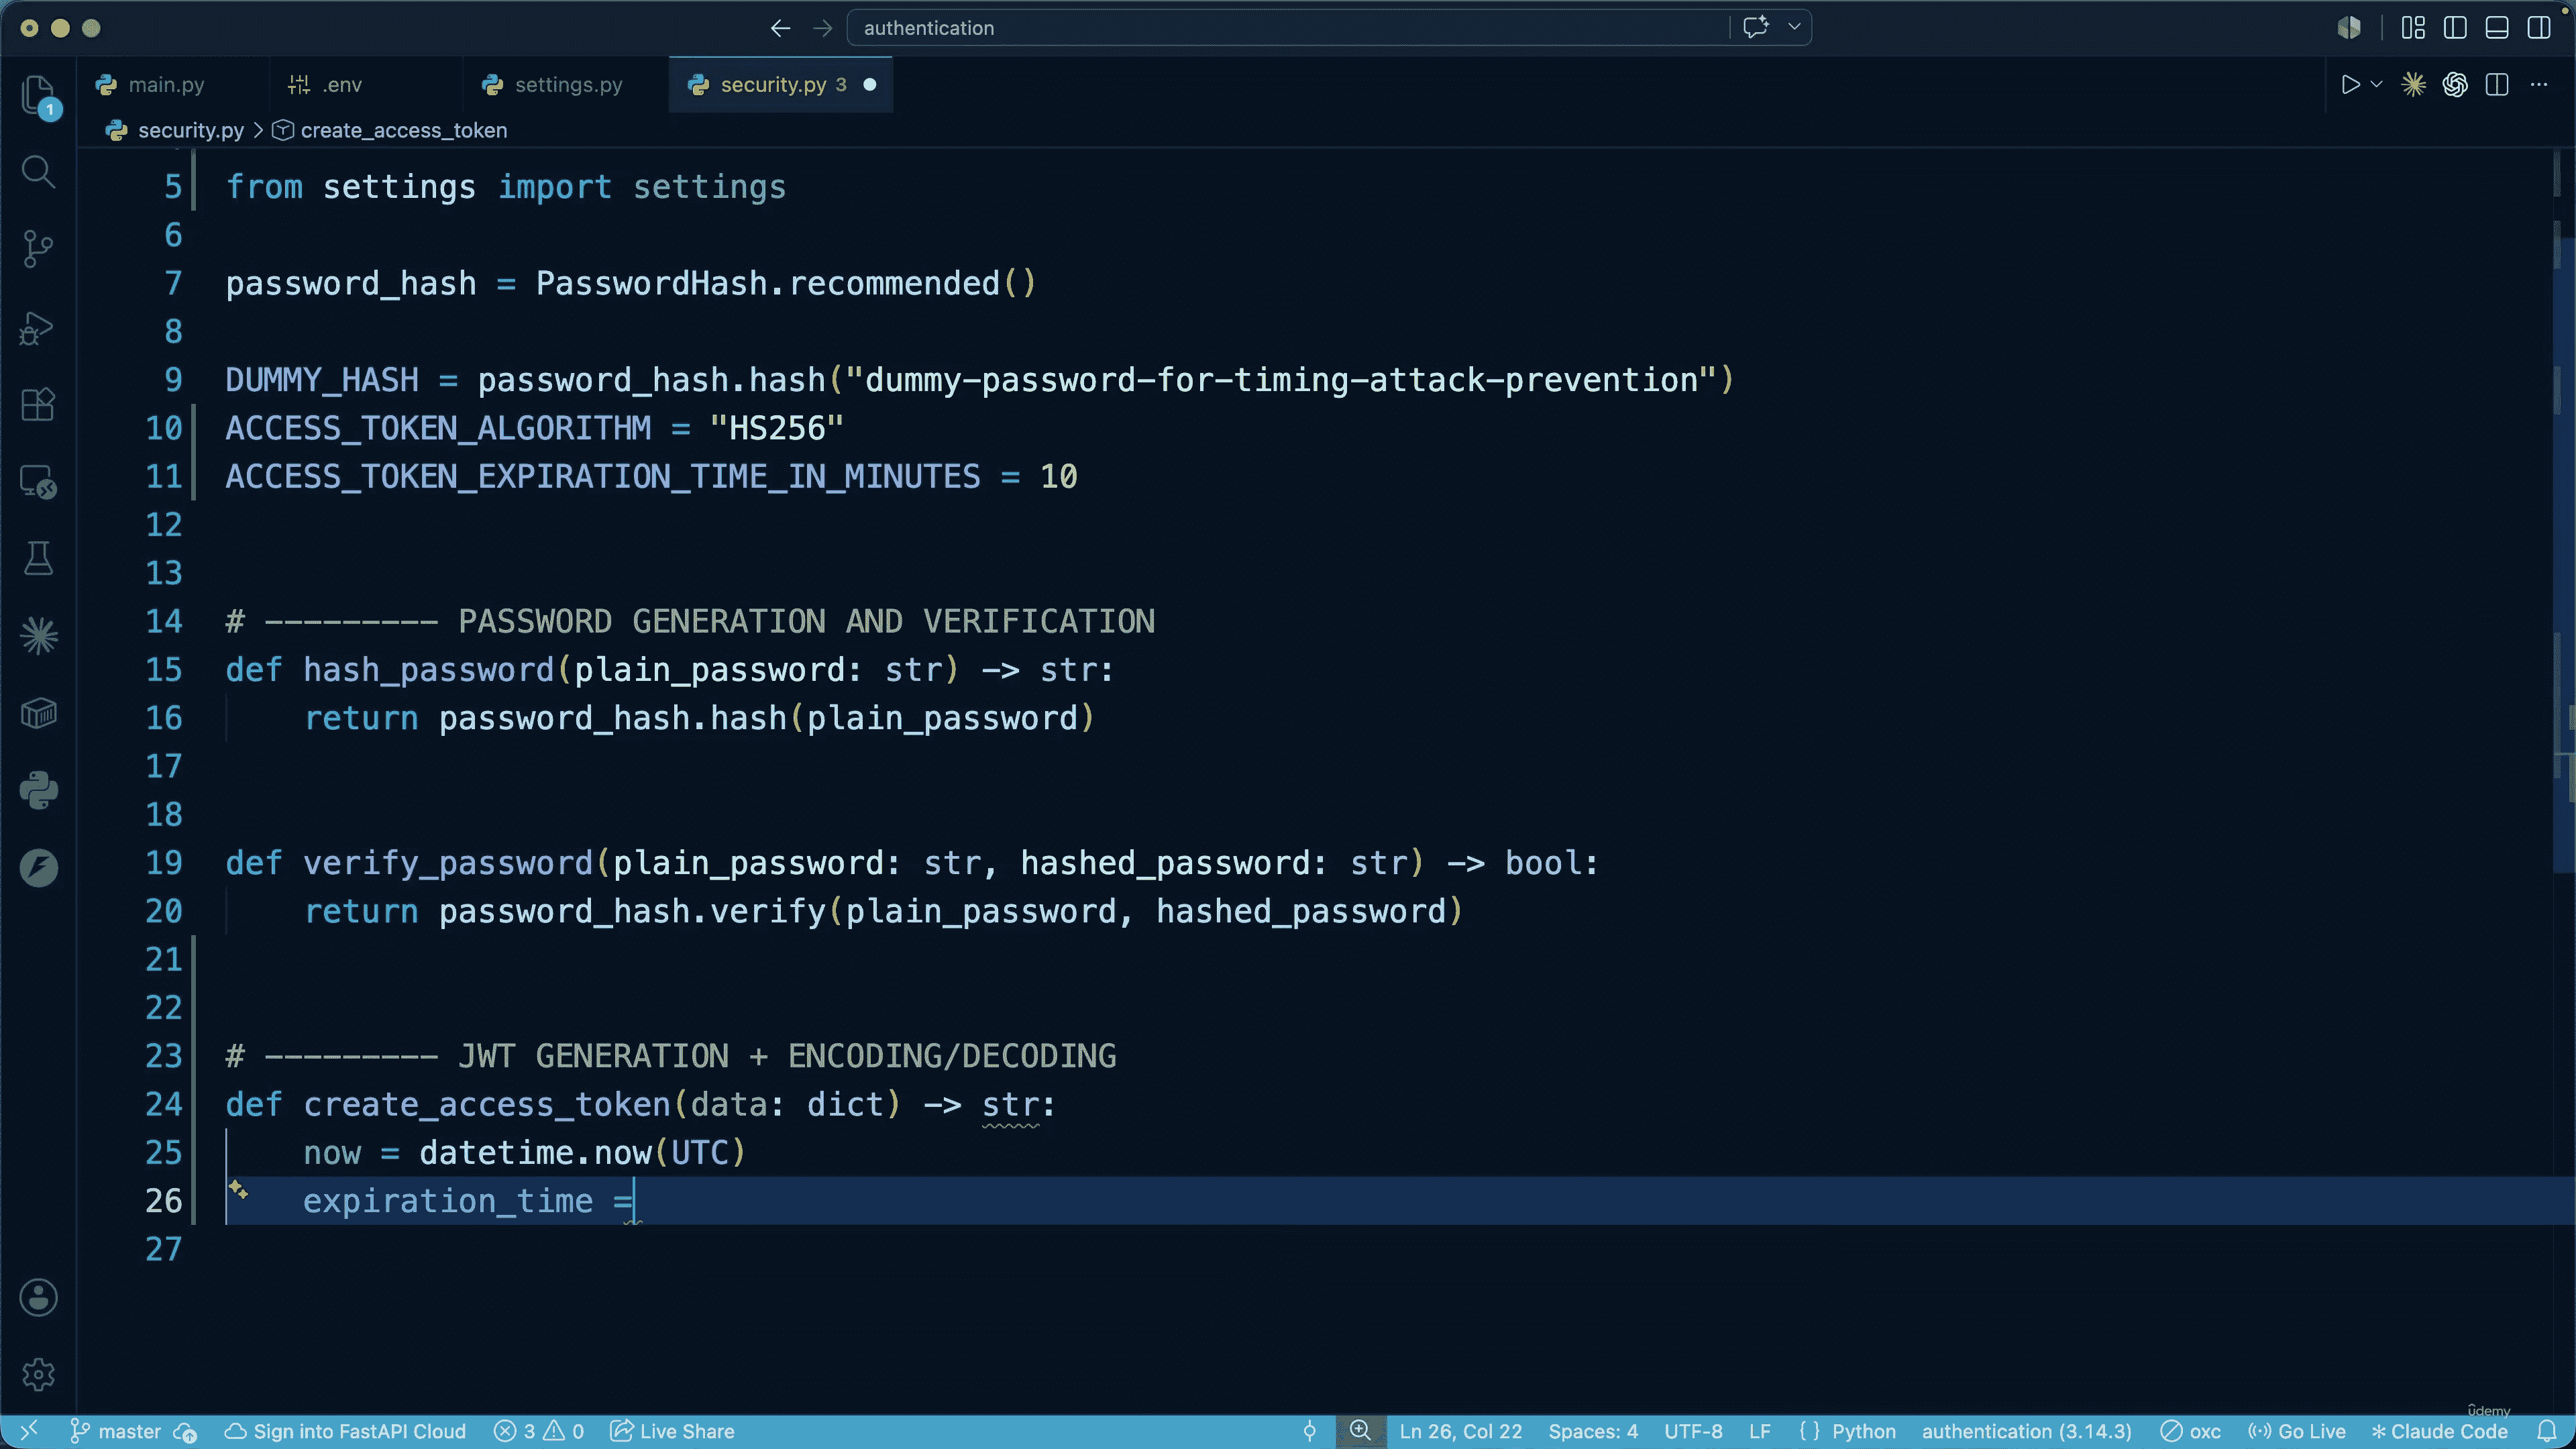 authentication
main.py
.env
settings.py
security.py 3
1
security.py > create_access_token
5 from settings import settings
6
7 password_hash = PasswordHash.recommended()
8
9 DUMMY_HASH = password_hash.hash("dummy-password-for-timing-attack-prevention")
10 ACCESS_TOKEN_ALGORITHM = "HS256"
11 ACCESS_TOKEN_EXPIRATION_TIME_IN_MINUTES = 10
12
13
14 # --------- PASSWORD GENERATION AND VERIFICATION
15 def hash_password(plain_password: str) -> str:
16     return password_hash.hash(plain_password)
17
18
19 def verify_password(plain_password: str, hashed_password: str) -> bool:
20     return password_hash.verify(plain_password, hashed_password)
21
22
23 # --------- JWT GENERATION + ENCODING/DECODING
24 def create_access_token(data: dict) -> str:
25     now = datetime.now(UTC)
26     expiration_time =
27
ûdemy
master Sign into FastAPI Cloud 3 0 Live Share Ln 26, Col 22 Spaces: 4 UTF-8 LF { } Python authentication (3.14.3) oxc Go Live Claude Code